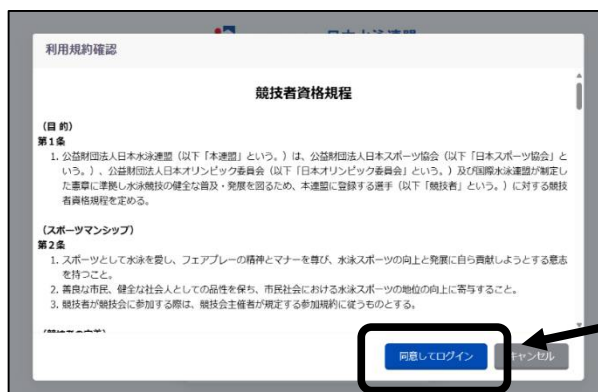 日本水泳連盟
利用規約確認
競技者資格規程
(目 的)
第1条
1. 公益財団法人日本水泳連盟(以下「本連盟」という。)は、公益財団法人日本スポーツ協会(以下「日本スポーツ協会」と
いう。)、公益財団法人日本オリンピック委員会(以下「日本オリンピック委員会」という。)及び国際水泳連盟が制定し
た憲章に準拠し水泳競技の健全な普及・発展を図るため、本連盟に登録する選手(以下「競技者」という。)に対する競技
者資格規程を定める。
(スポーツマンシップ)
第2条
1. スポーツとして水泳を愛し、フェアプレーの精神とマナーを尊び、水泳スポーツの向上と発展に自ら貢献しようとする意志
を持つこと。
2. 善良な市民、健全な社会人としての品性を保ち、市民社会における水泳スポーツの地位の向上に寄与すること。
3. 競技者が競技会に参加する際は、競技会主催者が規定する参加規約に従うものとする。
同意してログイン
キャンセル